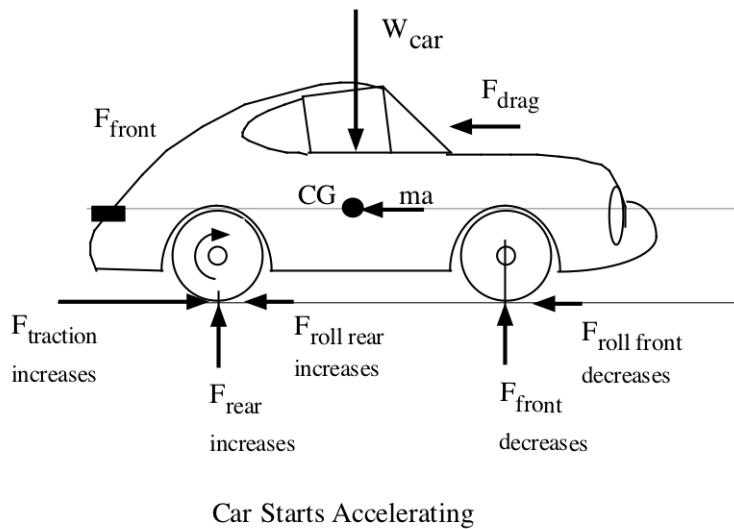 W car
F drag
F front
CG
ma
F traction
increases
F roll rear
increases
F roll front
decreases
F rear
increases
F front
decreases
Car Starts Accelerating